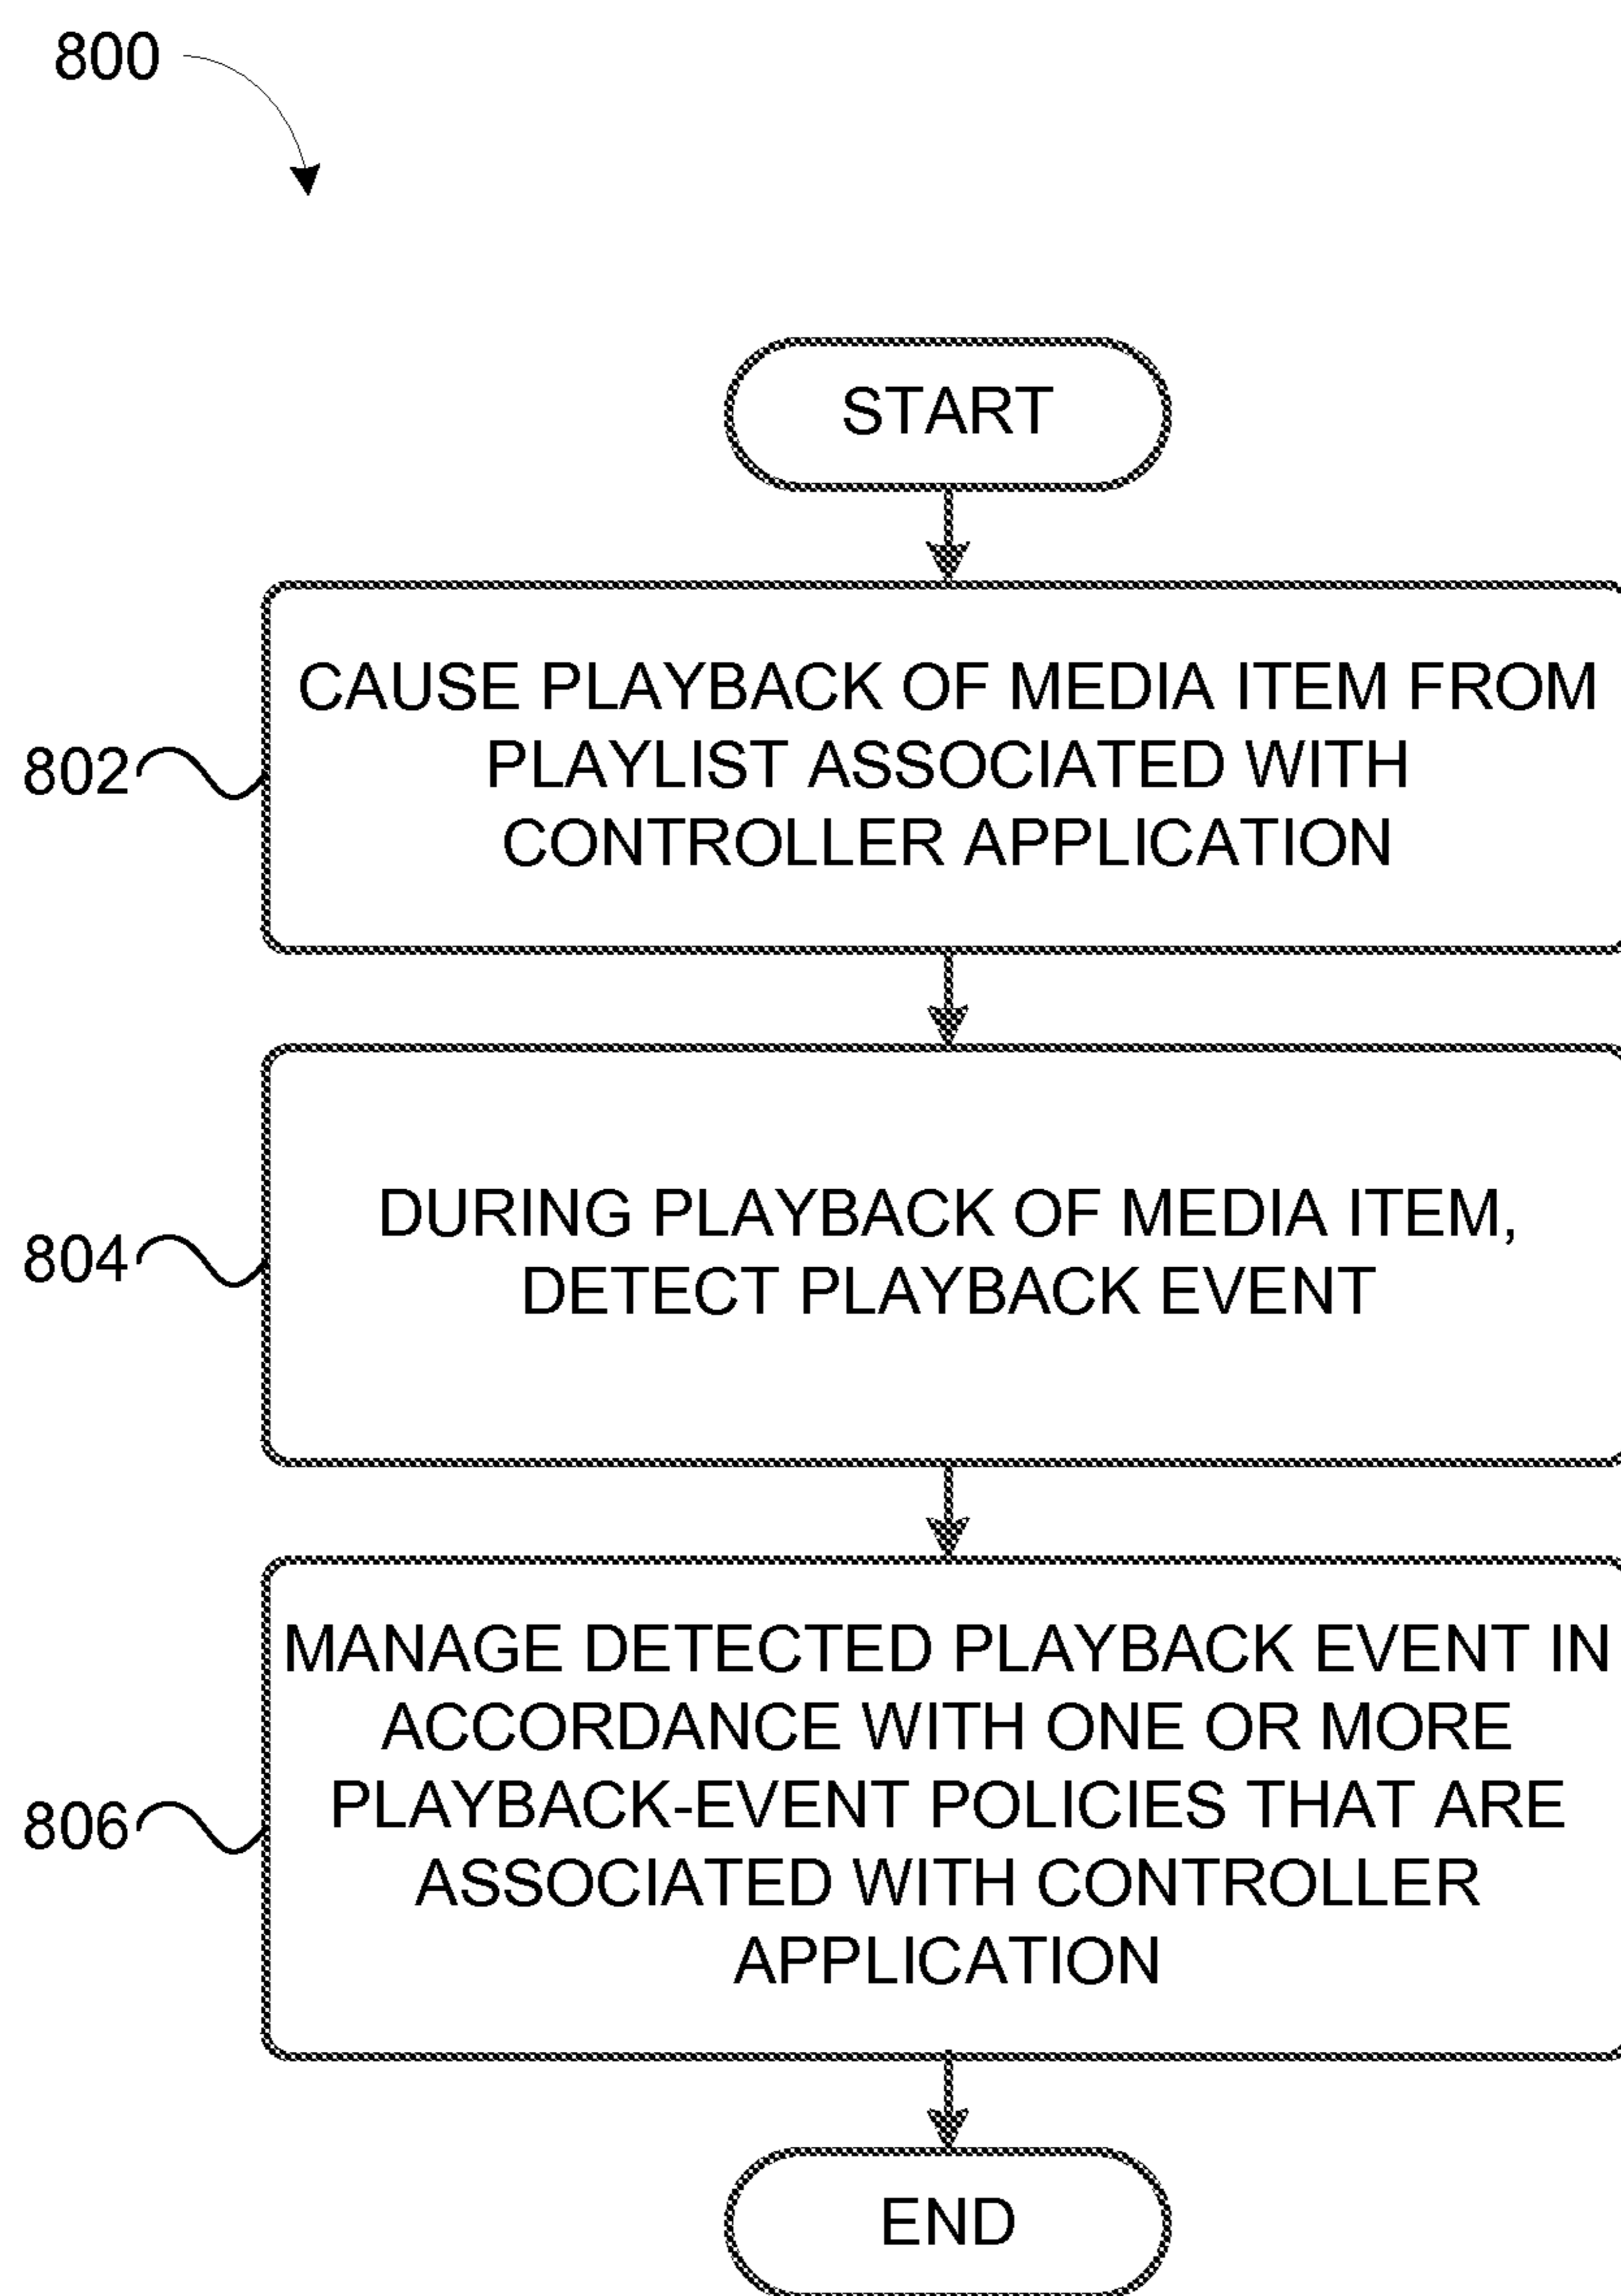 800
START
802
CAUSE PLAYBACK OF MEDIA ITEM FROM
PLAYLIST ASSOCIATED WITH
CONTROLLER APPLICATION
804
DURING PLAYBACK OF MEDIA ITEM,
DETECT PLAYBACK EVENT
806
MANAGE DETECTED PLAYBACK EVENT IN
ACCORDANCE WITH ONE OR MORE
PLAYBACK-EVENT POLICIES THAT ARE
ASSOCIATED WITH CONTROLLER
APPLICATION
END